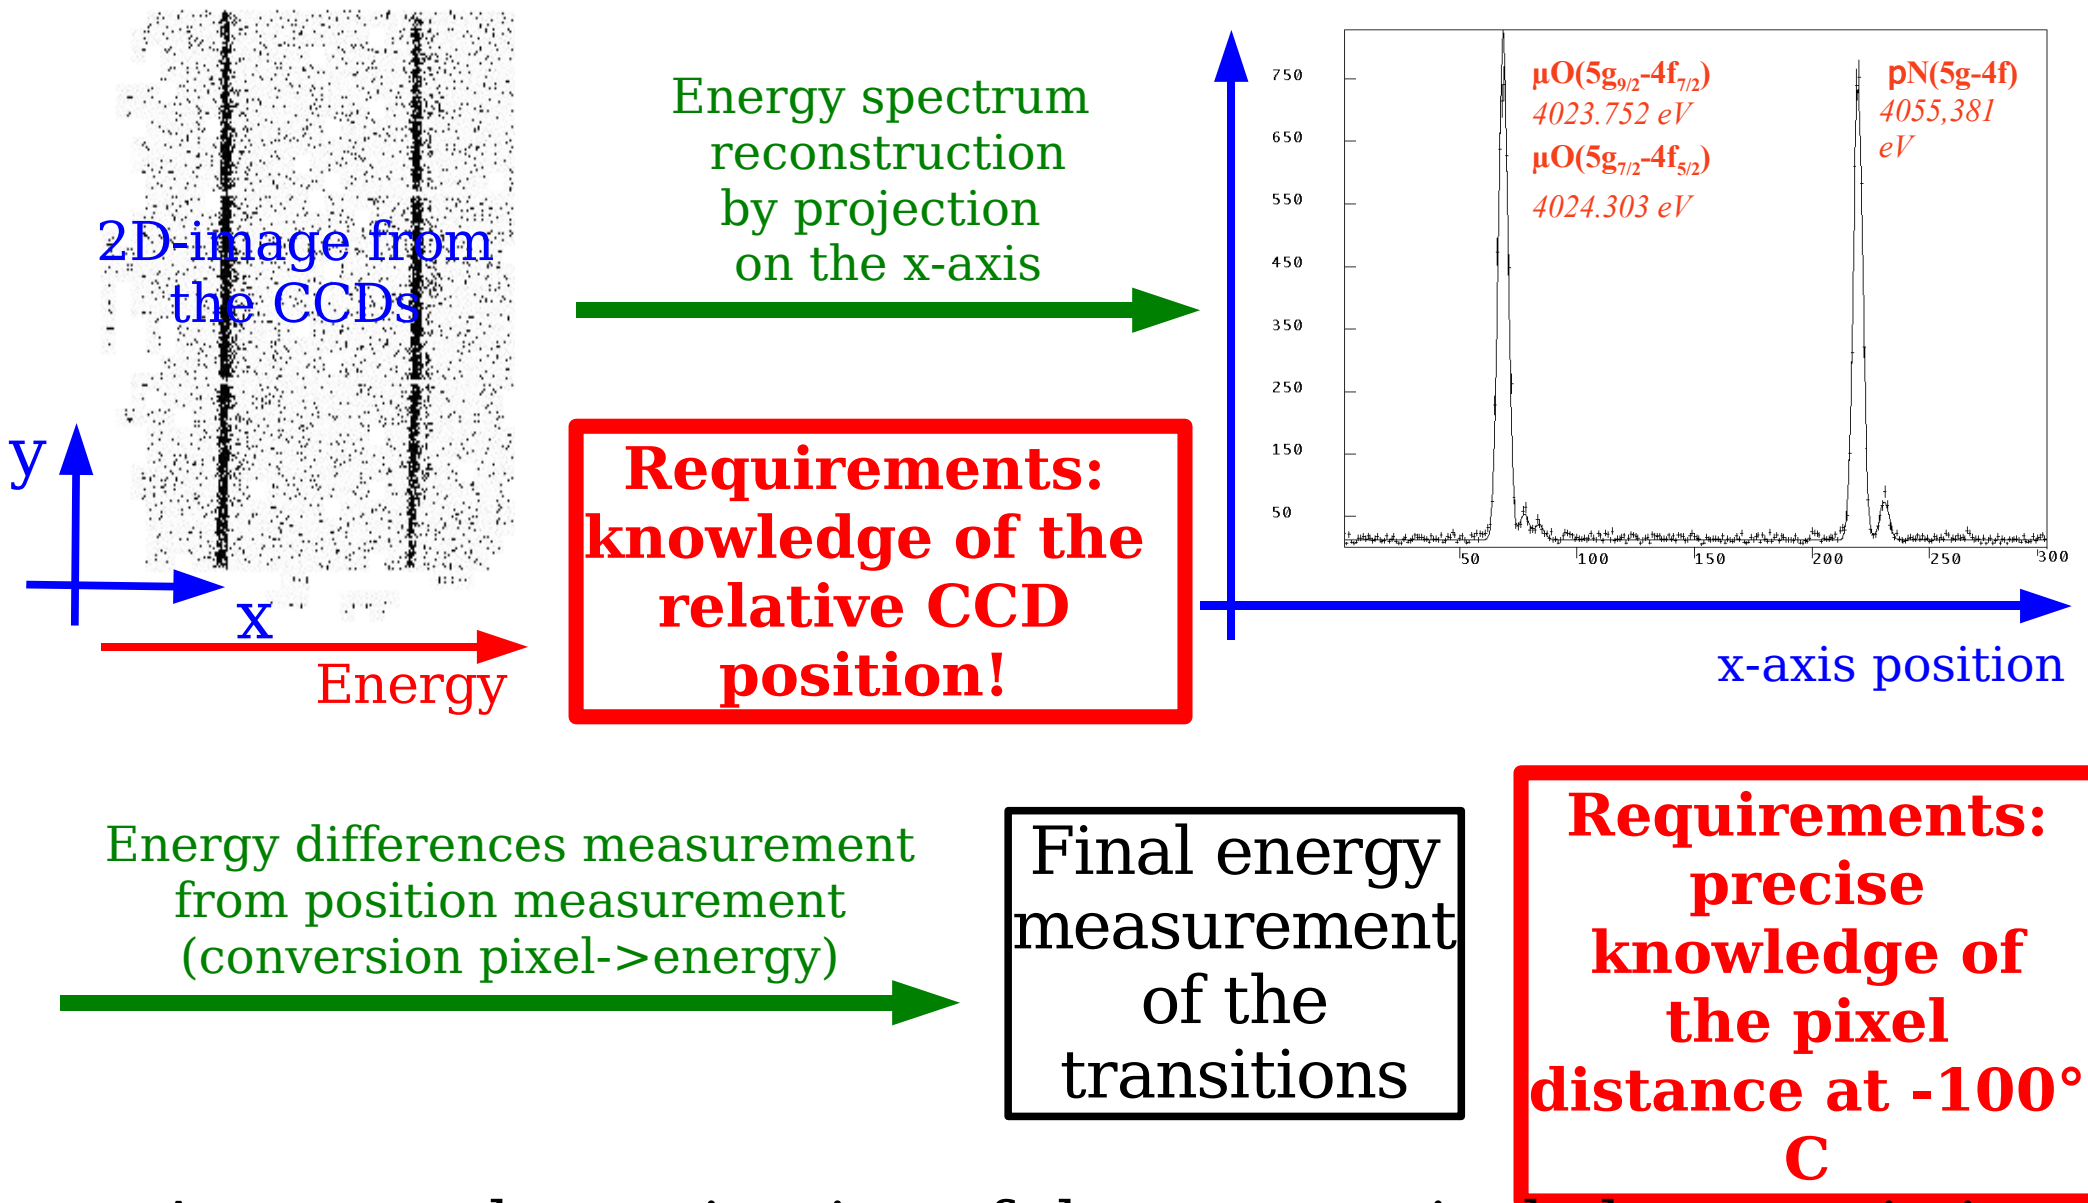 2D-image from
the CCDs
y
x
Energy
Energy spectrum
reconstruction
by projection
on the x-axis
Requirements:
knowledge of the
relative CCD
position!
750
650
550
450
350
250
150
50
50
100
150
200
250
300
μO(5g9/2-4f7/2)
4023.752 eV
μO(5g7/2-4f5/2)
4024.303 eV
pN(5g-4f)
4055,381
eV
x-axis position
Energy differences measurement
from position measurement
(conversion pixel->energy)
Final energy
measurement
of the
transitions
Requirements:
precise
knowledge of
the pixel
distance at -100°
C